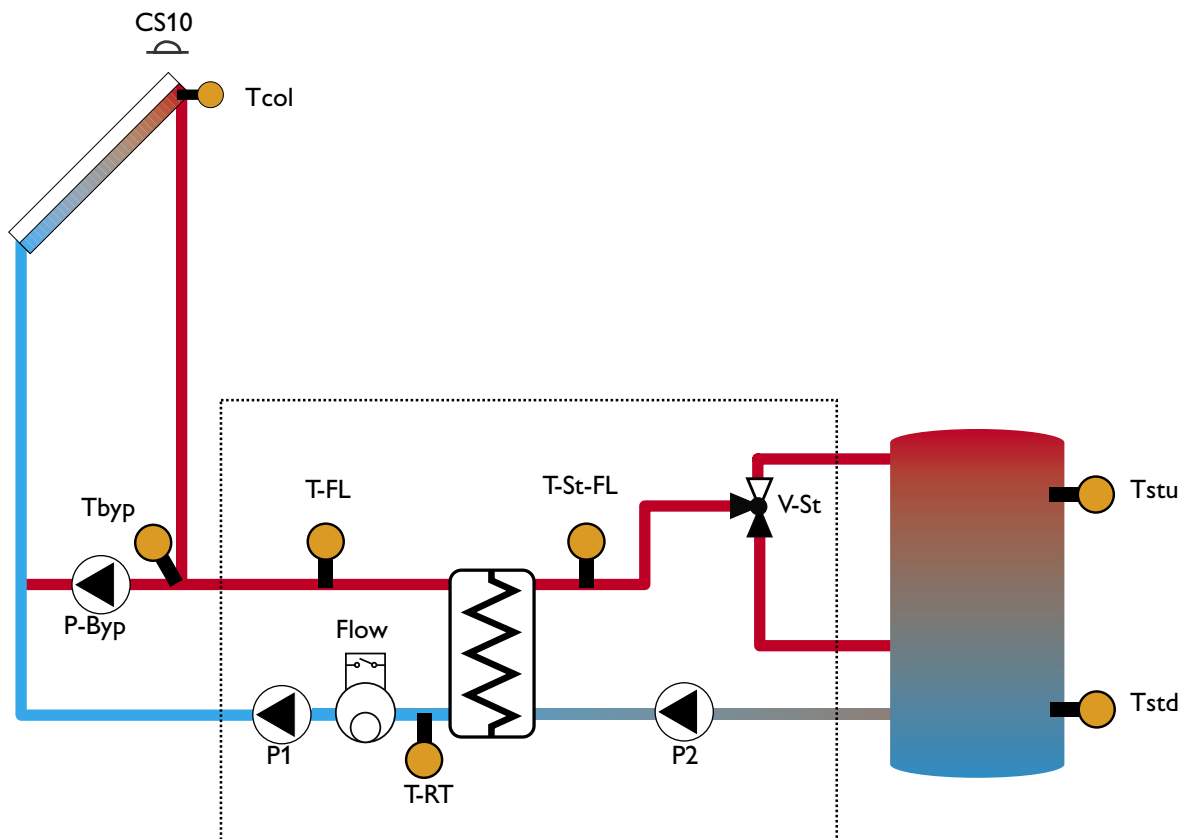 CS10
Tcol
T-FL
T-St-FL
Tstu
Tbyp
V-St
P-Byp
Flow
Tstd
P1
P2
T-RT